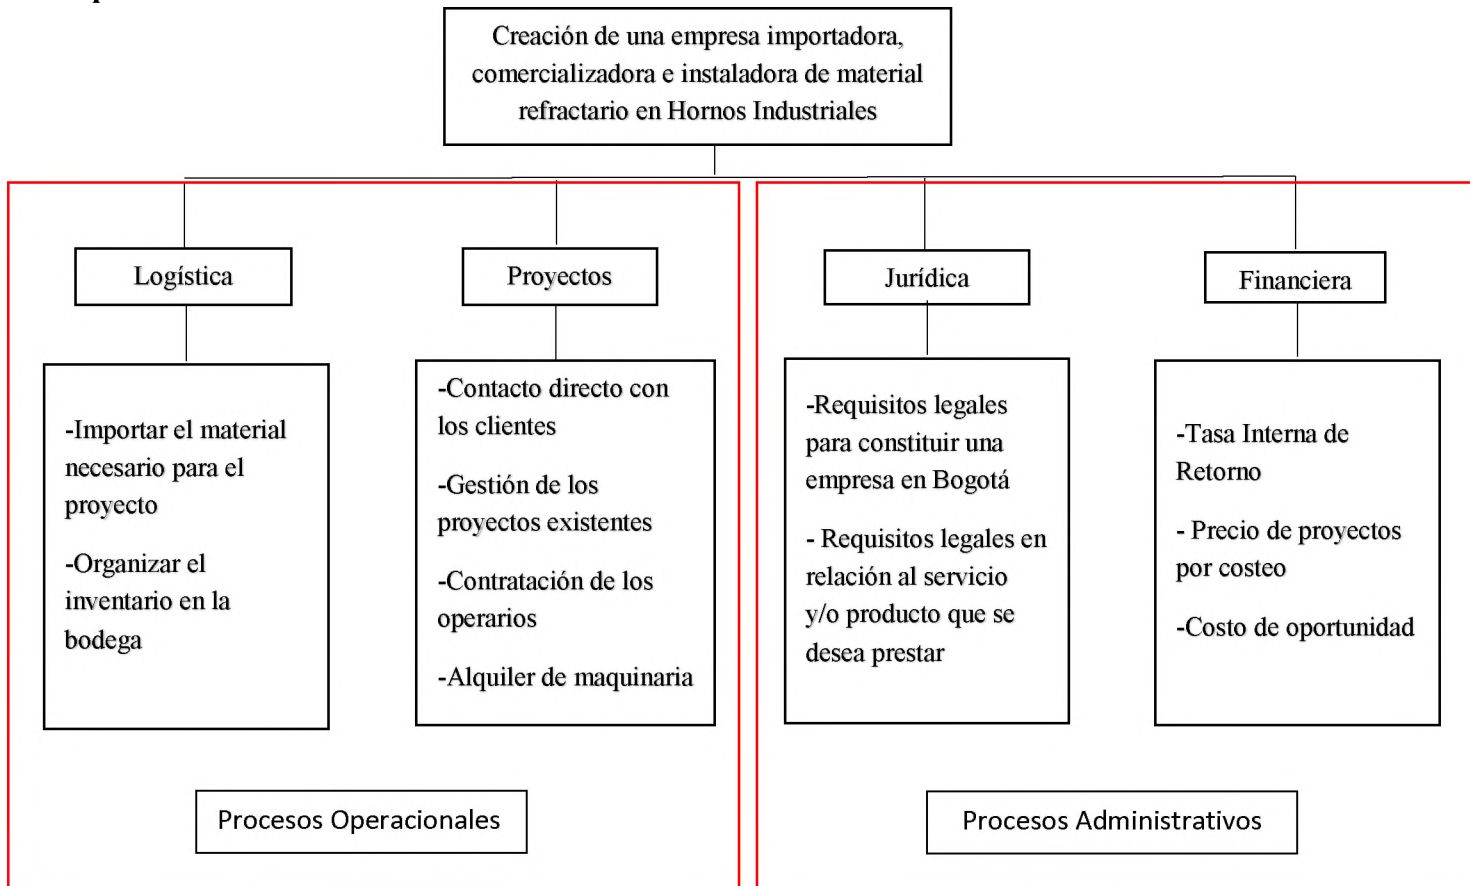 Creación de una empresa importadora,
comercializadora e instaladora de material
refractario en Hornos Industriales
Logística
Proyectos
Jurídica
Financiera
-Importar el material
necesario para el
proyecto
-Organizar el
inventario en la
bodega
-Contacto directo con
los clientes
-Gestión de los
proyectos existentes
-Contratación de los
operarios
-Alquiler de maquinaria
-Requisitos legales
para constituir una
empresa en Bogotá
- Requisitos legales en
relación al servicio
y/o producto que se
desea prestar
-Tasa Interna de
Retorno
- Precio de proyectos
por costeo
-Costo de oportunidad
Procesos Operacionales
Procesos Administrativos